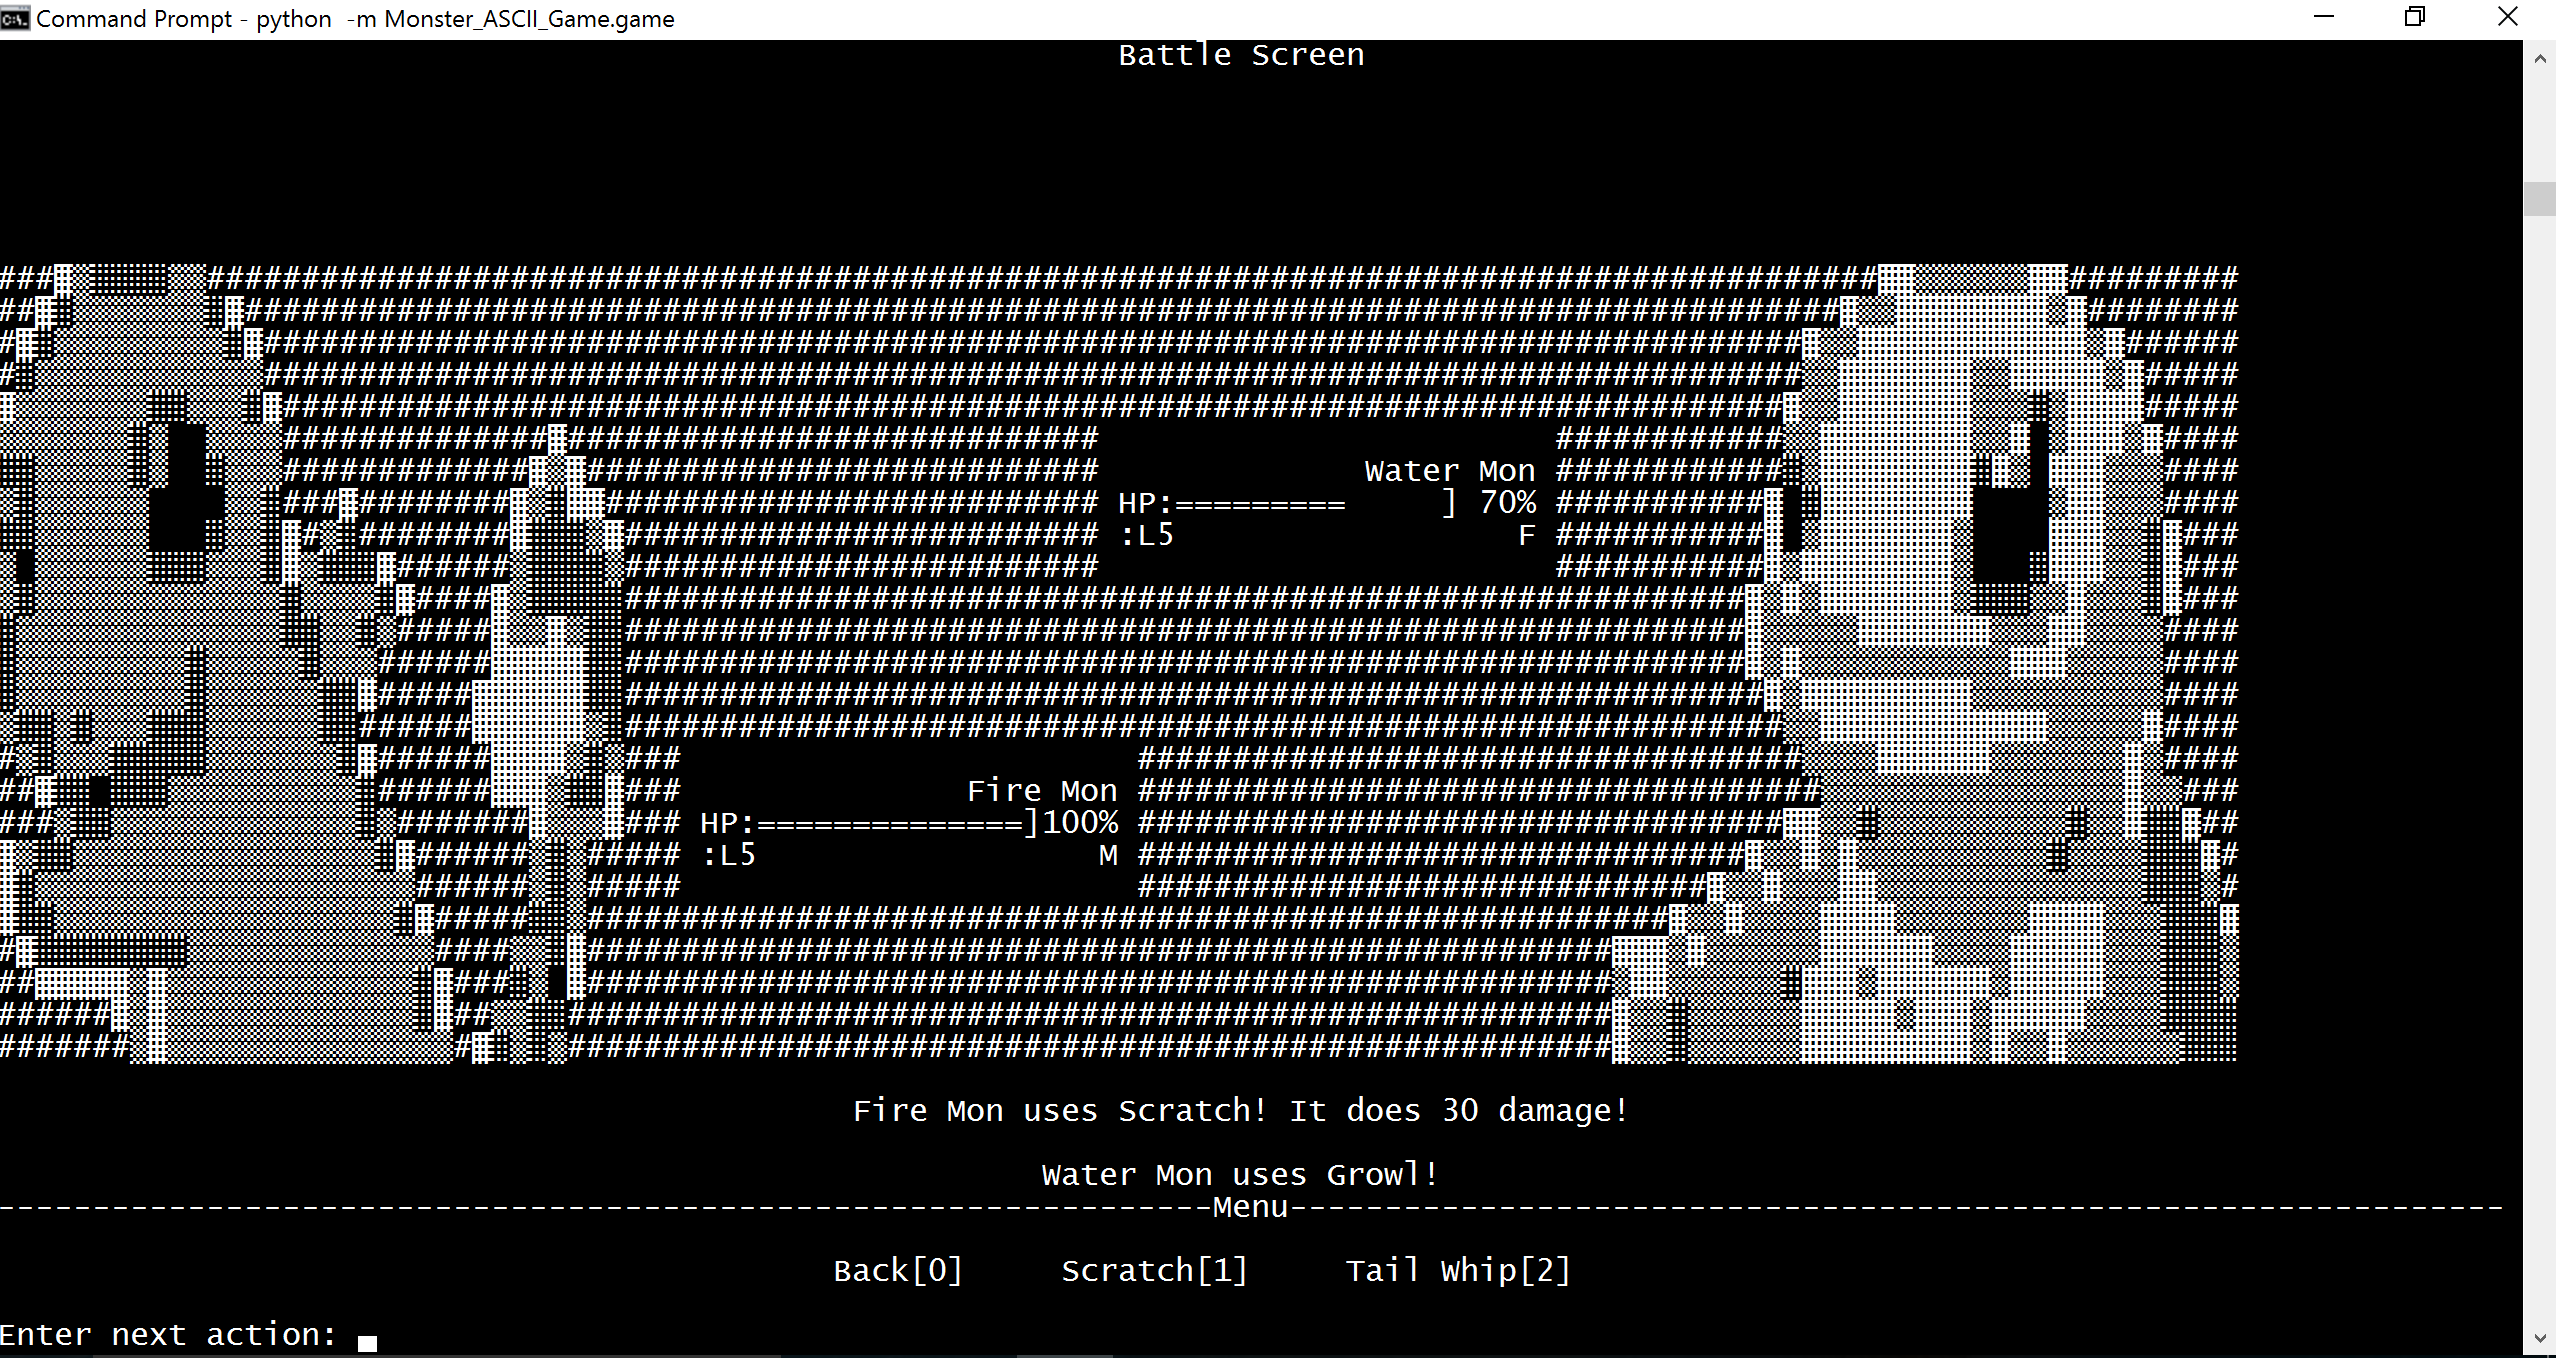 Command Prompt - python  -m Monster_ASCII_Game.game
Battle Screen
Water Mon
HP:=========     ] 70%
:L5 F
Fire Mon
HP:==============]100%
:L5 M
Fire Mon uses Scratch! It does 30 damage!
Water Mon uses Growl!
Menu
Back[0] Scratch[1] Tail Whip[2]
Enter next action: